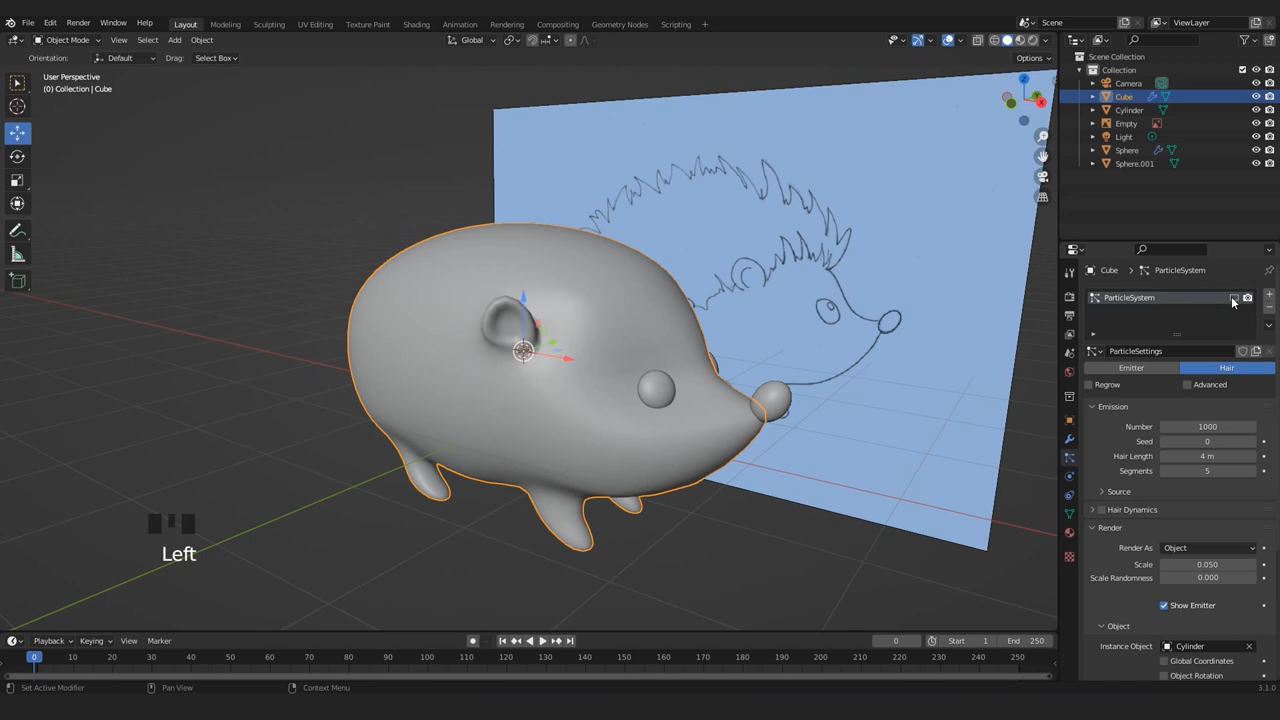 File Edit Render Window Help Layout Modeling Sculpting UV Editing Texture Paint Shading Animation Rendering Compositing Geometry Nodes Scripting + Scene ViewLayer
Object Mode View Select Add Object Global
Orientation: Default Drag: Select Box Options
User Perspective
(0) Collection | Cube
Z
Y
X
Scene Collection
Collection
Camera
Cube
Cylinder
Empty
Light
Sphere
Sphere.001
Cube > ParticleSystem
ParticleSystem
ParticleSettings
Emitter Hair
Regrow Advanced
Emission
Number 1000
Seed 0
Hair Length 4 m
Segments 5
Source
Hair Dynamics
Render
Render As Object
Scale 0.050
Scale Randomness 0.000
Show Emitter
Object
Instance Object Cylinder
Global Coordinates
Object Rotation
Left
Playback Keying View Marker 0 Start 1 End 250
0 10 20 30 40 50 60 70 80 90 100 110 120 130 140 150 160 170 180 190 200 210 220 230 240 250
Set Active Modifier Pan View Context Menu 3.1.0